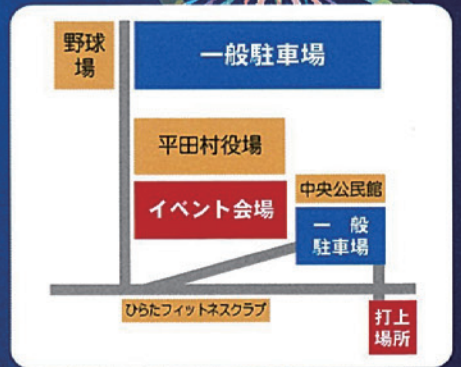 野球
場
一般駐車場
平田村役場
イベント会場
中央公民館
一　般
駐車場
ひらたフィットネスクラブ
打上
場所